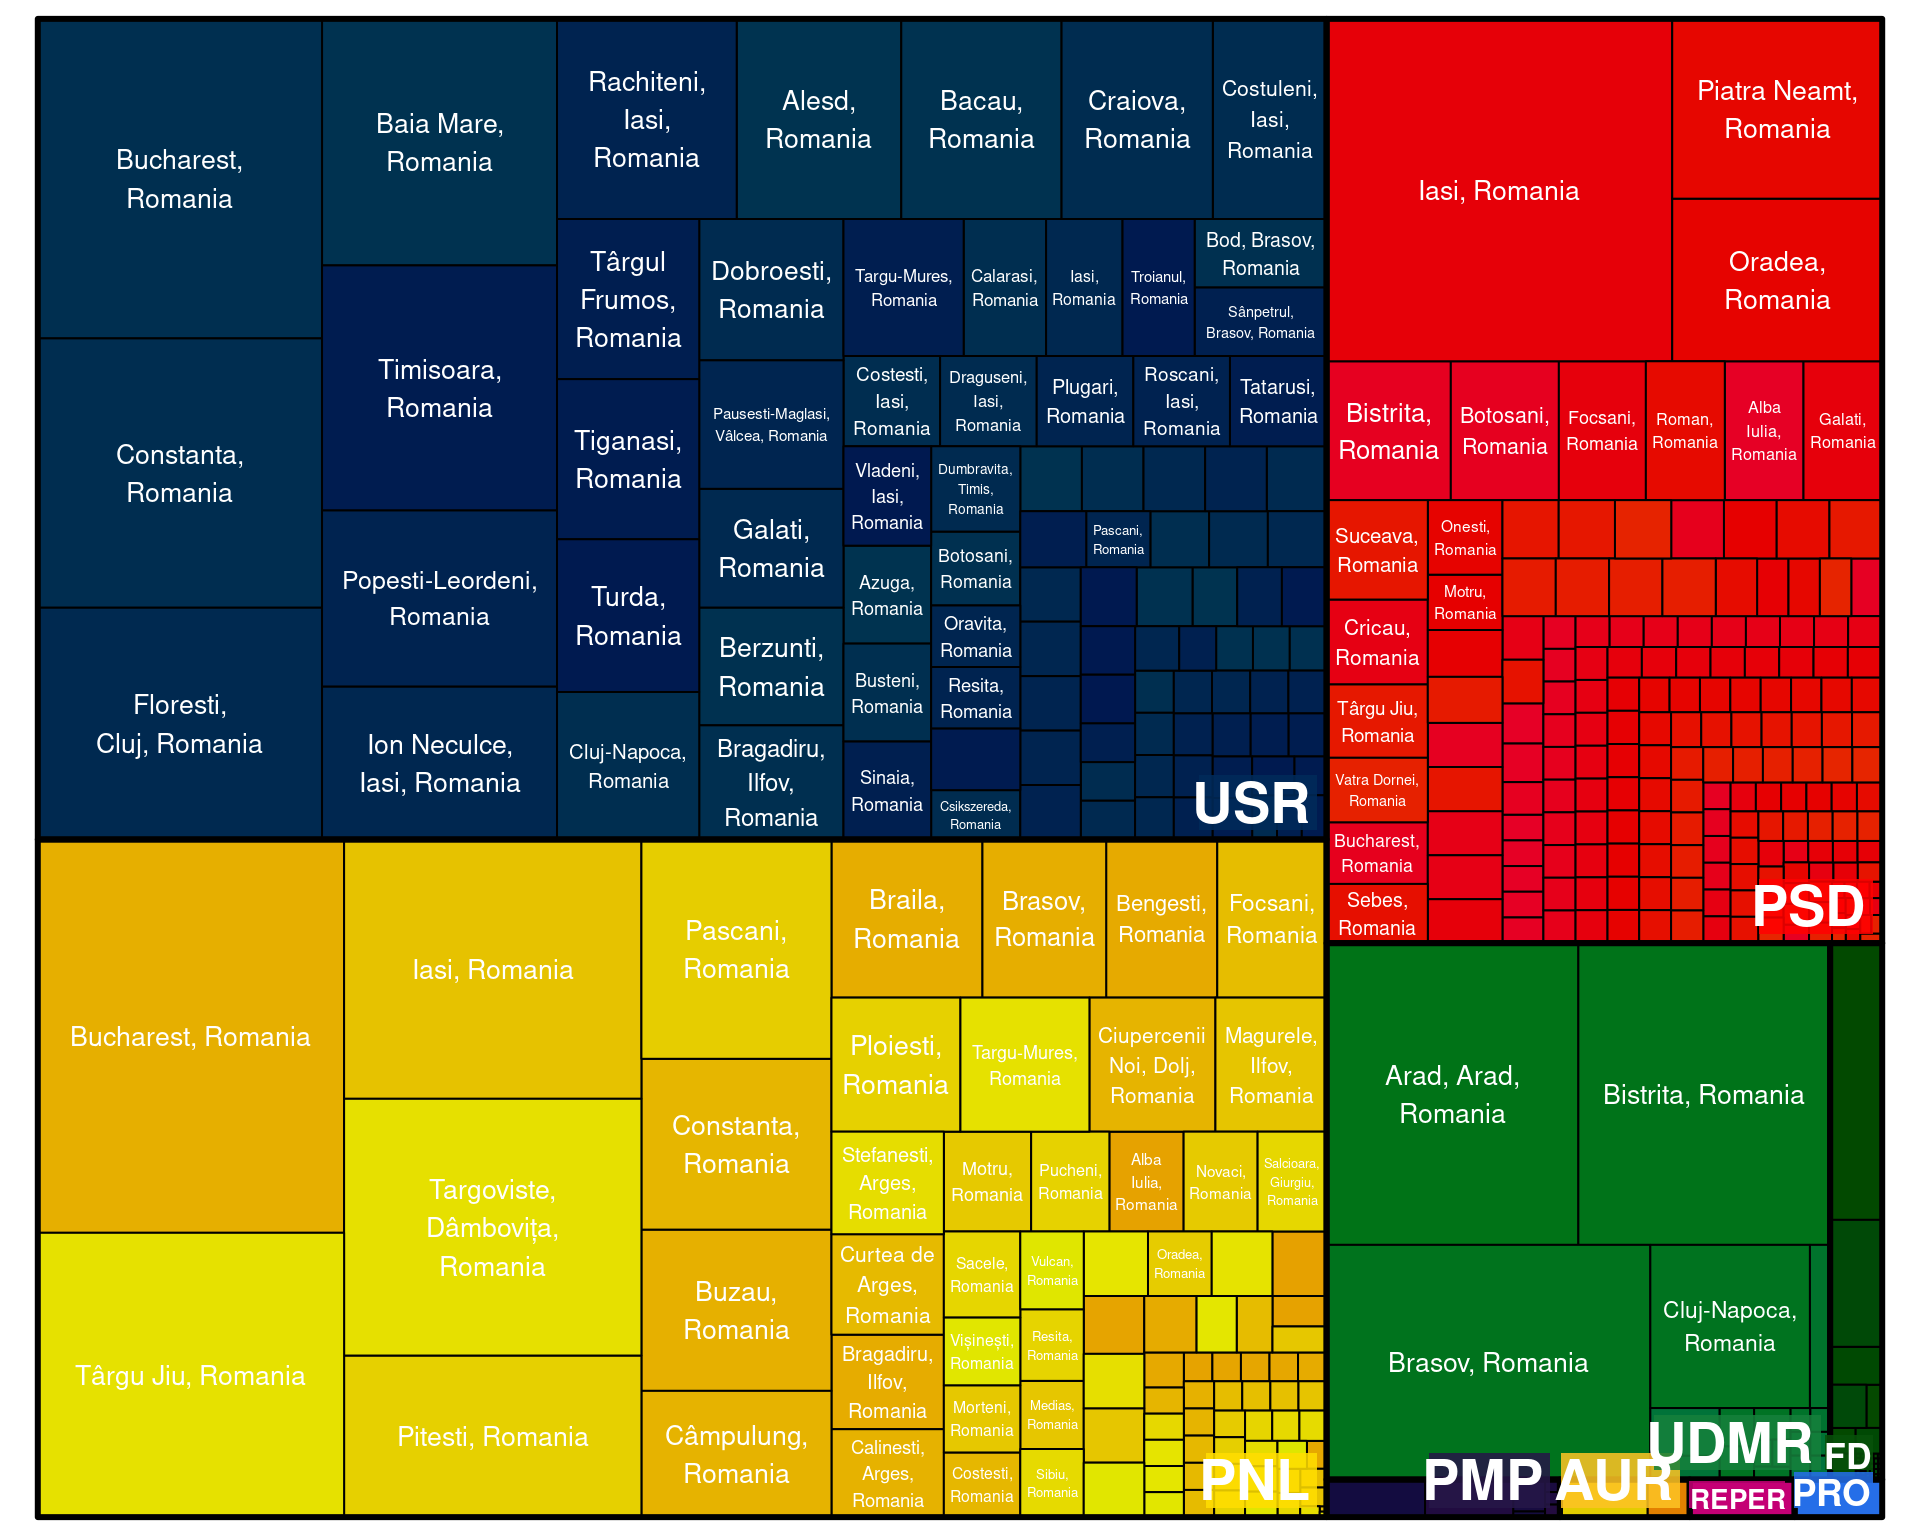 Bucharest,
Romania
Constanta,
Romania
Floresti,
Cluj, Romania
Baia Mare,
Romania
Timisoara,
Romania
Popesti-Leordeni,
Romania
Ion Neculce,
Iasi, Romania
Rachiteni,
Iasi,
Romania
Alesd,
Romania
Bacau,
Romania
Craiova,
Romania
Costuleni,
Iasi,
Romania
Târgul
Frumos,
Romania
Tiganasi,
Romania
Turda,
Romania
Cluj-Napoca,
Romania
Dobroesti,
Romania
Pausesti-Maglasi,
Vâlcea, Romania
Galati,
Romania
Berzunti,
Romania
Bragadiru,
Ilfov,
Romania
Targu-Mures,
Romania
Calarasi,
Romania
Iasi,
Romania
Troianul,
Romania
Bod, Brasov,
Romania
Sânpetrul,
Brasov, Romania
Costesti,
Iasi,
Romania
Draguseni,
Iasi,
Romania
Plugari,
Romania
Roscani,
Iasi,
Romania
Tatarusi,
Romania
Vladeni,
Iasi,
Romania
Azuga,
Romania
Busteni,
Romania
Sinaia,
Romania
Dumbravita,
Timis,
Romania
Botosani,
Romania
Oravita,
Romania
Resita,
Romania
Csikszereda,
Romania
Pascani,
Romania
USR
Iasi, Romania
Piatra Neamt,
Romania
Oradea,
Romania
Bistrita,
Romania
Botosani,
Romania
Focsani,
Romania
Roman,
Romania
Alba
Iulia,
Romania
Galati,
Romania
Suceava,
Romania
Cricau,
Romania
Târgu Jiu,
Romania
Vatra Dornei,
Romania
Bucharest,
Romania
Sebes,
Romania
Onesti,
Romania
Motru,
Romania
PSD
Bucharest, Romania
Târgu Jiu, Romania
Iasi, Romania
Targoviste,
Dâmbovița,
Romania
Pitesti, Romania
Pascani,
Romania
Constanta,
Romania
Buzau,
Romania
Câmpulung,
Romania
Braila,
Romania
Brasov,
Romania
Bengesti,
Romania
Focsani,
Romania
Ploiesti,
Romania
Targu-Mures,
Romania
Ciupercenii
Noi, Dolj,
Romania
Magurele,
Ilfov,
Romania
Stefanesti,
Arges,
Romania
Curtea de
Arges,
Romania
Bragadiru,
Ilfov,
Romania
Calinesti,
Arges,
Romania
Motru,
Romania
Pucheni,
Romania
Alba
Iulia,
Romania
Novaci,
Romania
Salcioara,
Giurgiu,
Romania
Sacele,
Romania
Vișinești,
Romania
Morteni,
Romania
Costesti,
Romania
Vulcan,
Romania
Resita,
Romania
Medias,
Romania
Sibiu,
Romania
Oradea,
Romania
PNL
Arad, Arad,
Romania
Bistrita, Romania
Brasov, Romania
Cluj-Napoca,
Romania
UDMR
FD
PMP
AUR
REPER
PRO